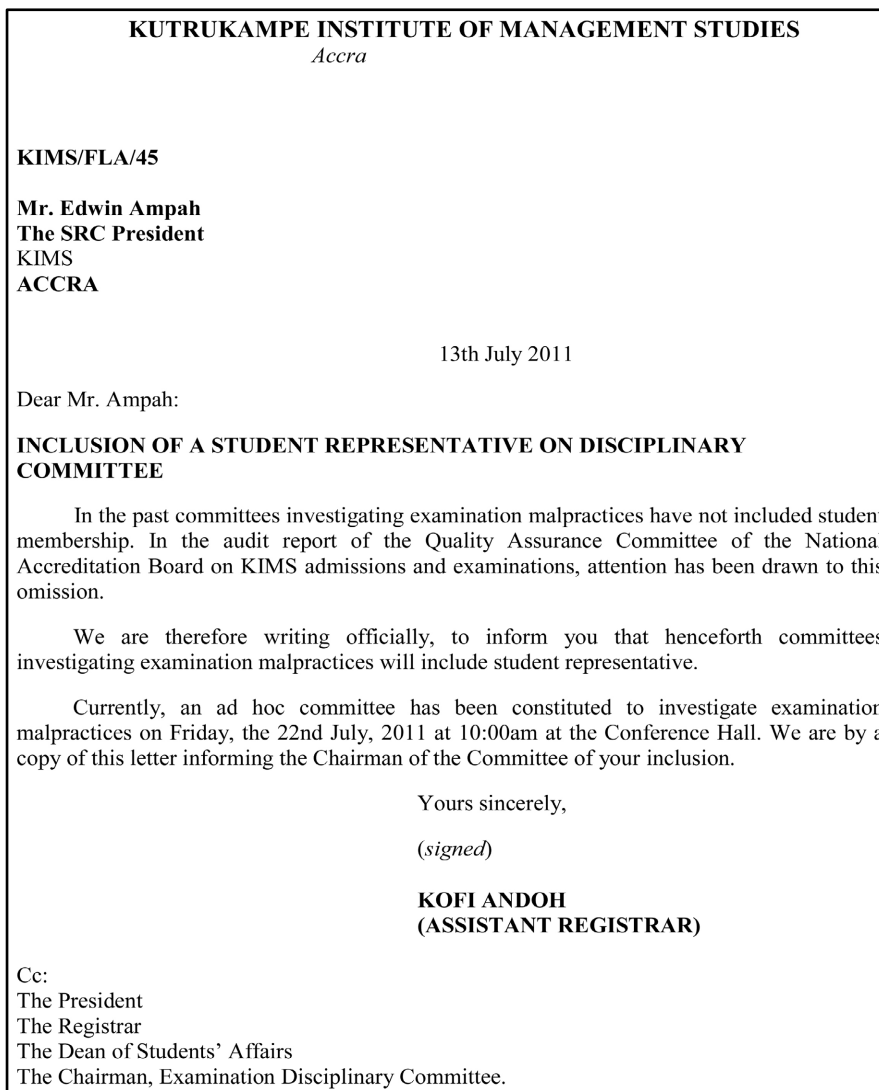 KUTRUKAMPE INSTITUTE OF MANAGEMENT STUDIES
Accra
KIMS/FLA/45
Mr. Edwin Ampah
The SRC President
KIMS
ACCRA
13th July 2011
Dear Mr. Ampah:
INCLUSION OF A STUDENT REPRESENTATIVE ON DISCIPLINARY
COMMITTEE
In the past committees investigating examination malpractices have not included student
membership. In the audit report of the Quality Assurance Committee of the National
Accreditation Board on KIMS admissions and examinations, attention has been drawn to this
omission.
We are therefore writing officially, to inform you that henceforth committees
investigating examination malpractices will include student representative.
Currently, an ad hoc committee has been constituted to investigate examination
malpractices on Friday, the 22nd July, 2011 at 10:00am at the Conference Hall. We are by a
copy of this letter informing the Chairman of the Committee of your inclusion.
Yours sincerely,
(signed)
KOFI ANDOH
(ASSISTANT REGISTRAR)
Cc:
The President
The Registrar
The Dean of Students’ Affairs
The Chairman, Examination Disciplinary Committee.